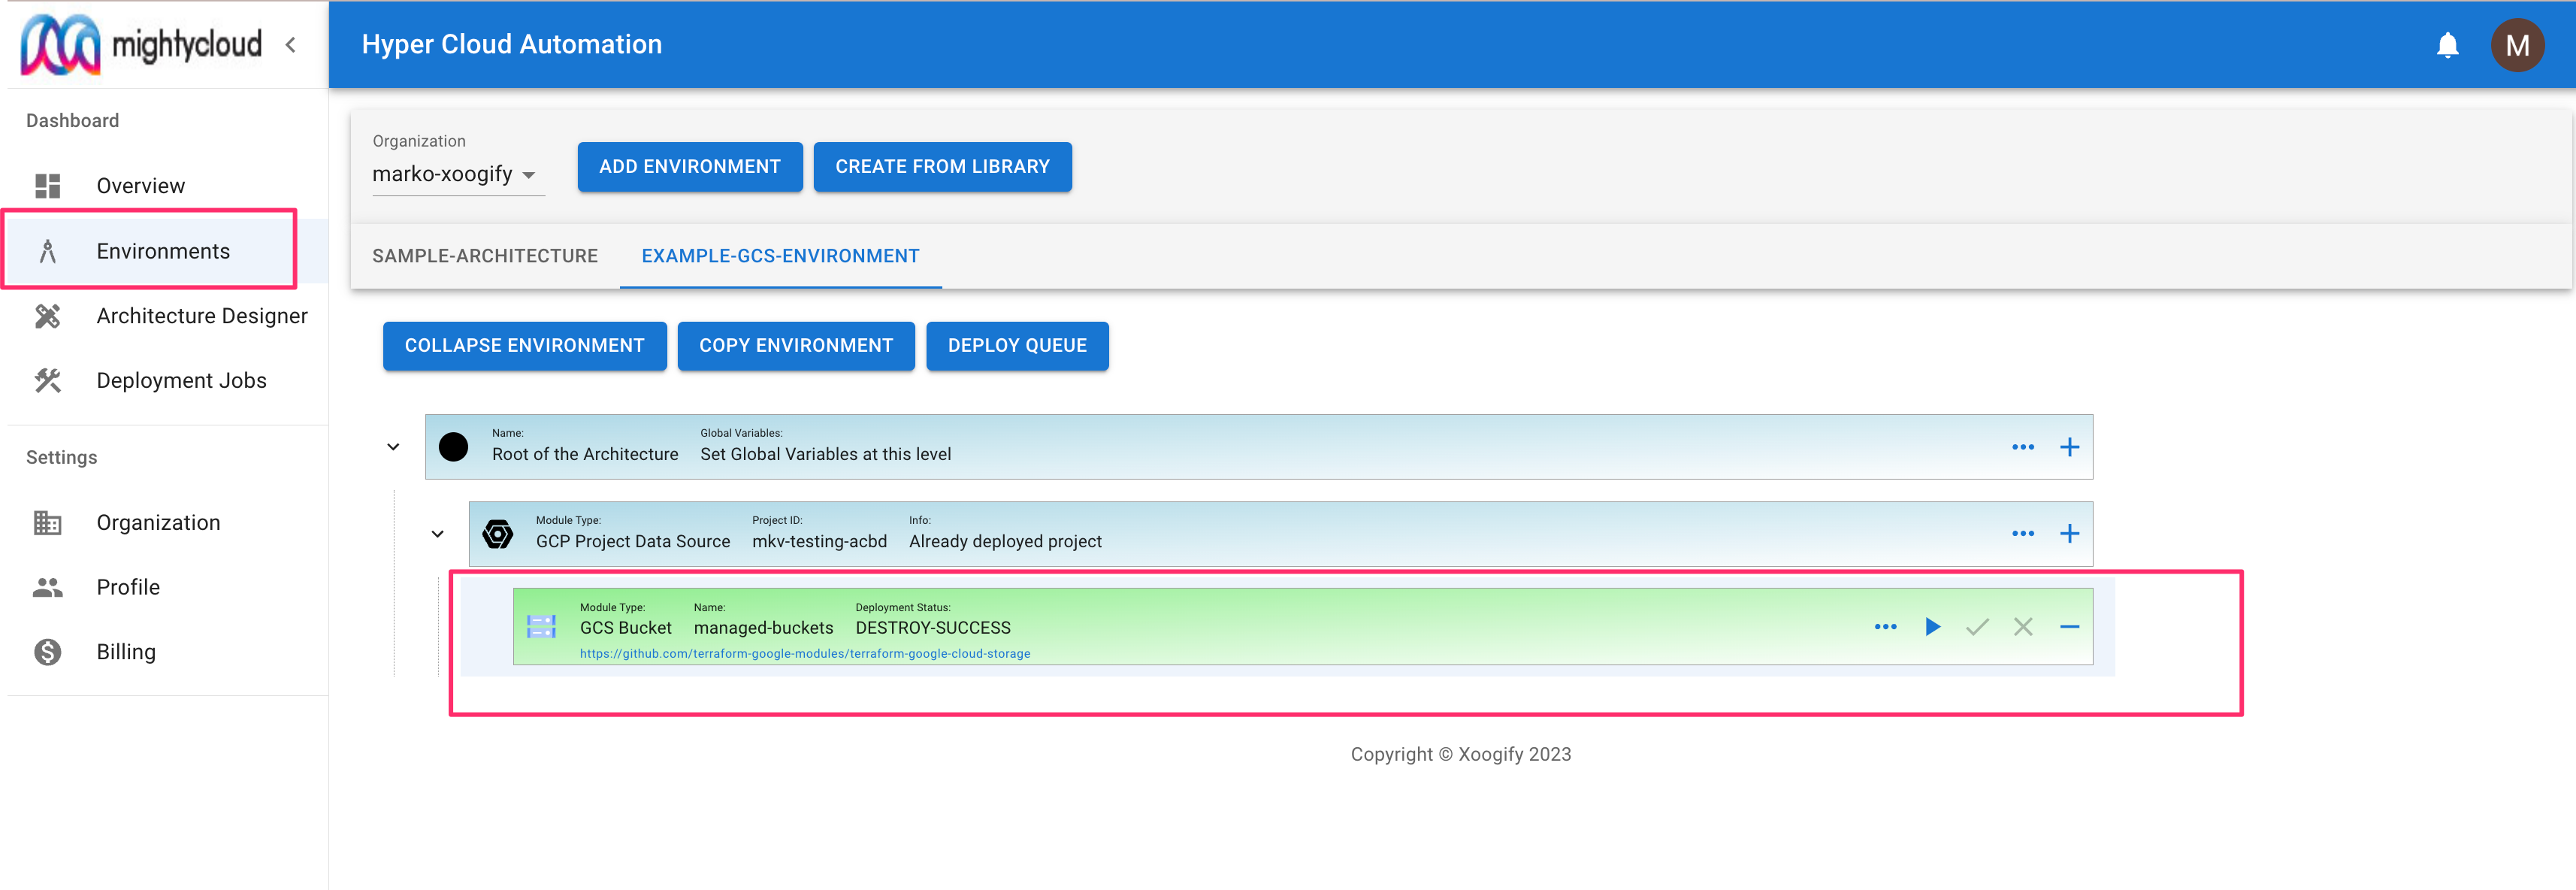 mightycloud
Hyper Cloud Automation
M
Dashboard
Overview
Environments
Architecture Designer
Deployment Jobs
Settings
Organization
Profile
Billing
Organization
marko-xoogify
ADD ENVIRONMENT
CREATE FROM LIBRARY
SAMPLE-ARCHITECTURE
EXAMPLE-GCS-ENVIRONMENT
COLLAPSE ENVIRONMENT
COPY ENVIRONMENT
DEPLOY QUEUE
Name:
Root of the Architecture
Global Variables:
Set Global Variables at this level
Module Type:
GCP Project Data Source
Project ID:
mkv-testing-acbd
Info:
Already deployed project
Module Type:
GCS Bucket
Name:
managed-buckets
Deployment Status:
DESTROY-SUCCESS
https://github.com/terraform-google-modules/terraform-google-cloud-storage
Copyright © Xoogify 2023